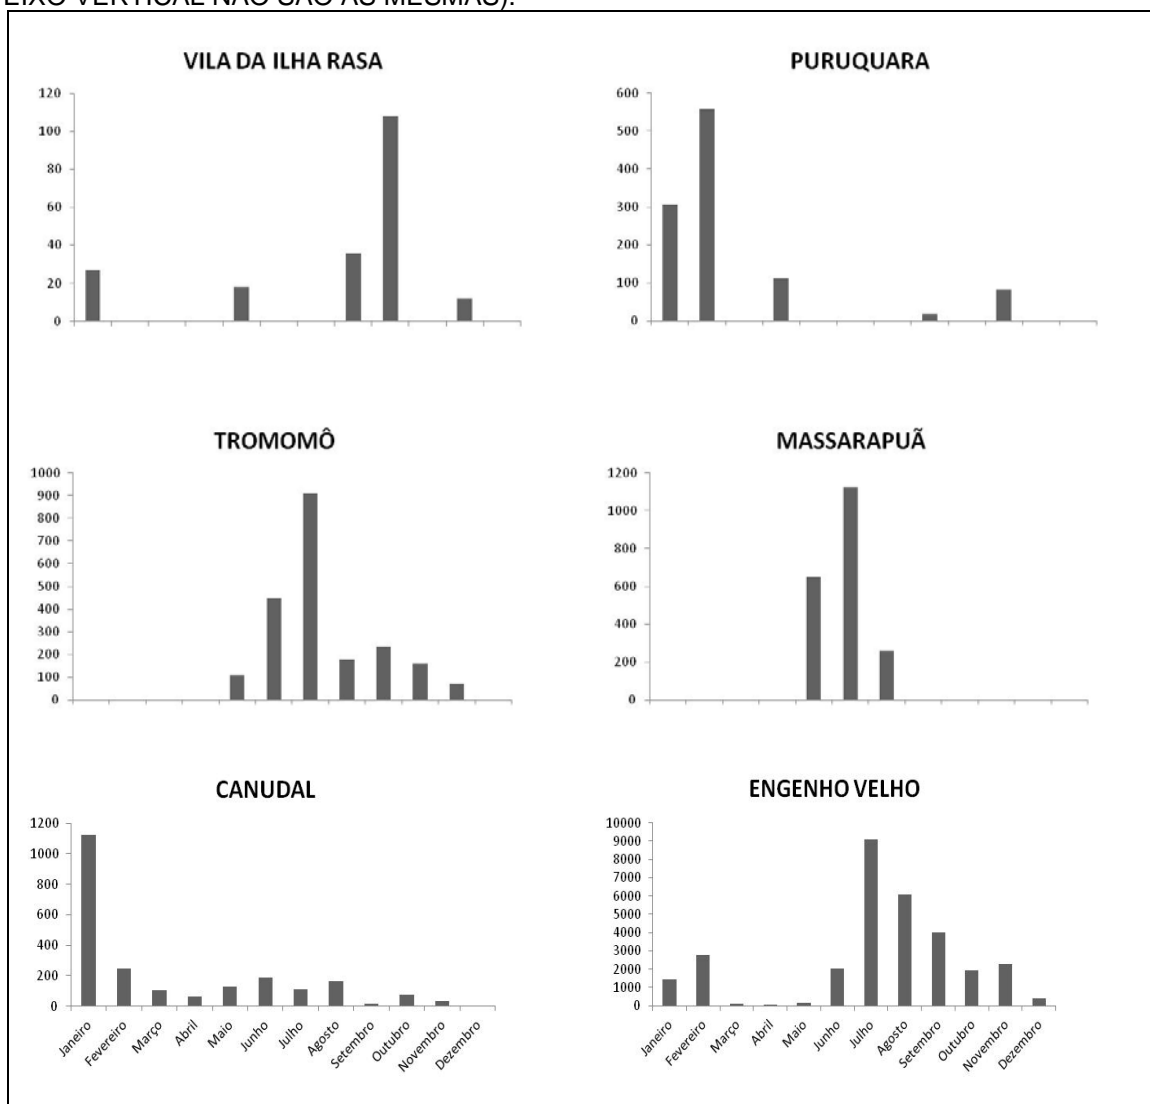 EIXO VERTICAL NÃO SÃO AS MESMAS).
VILA DA ILHA RASA
120
100
80
60
40
20
0
PURUQUARA
600
500
400
300
200
100
0
TROMOMÔ
1000
900
800
700
600
500
400
300
200
100
0
MASSARAPUÃ
1200
1000
800
600
400
200
0
CANUDAL
1200
1000
800
600
400
200
0
Janeiro
Fevereiro
Março
Abril
Maio
Junho
Julho
Agosto
Setembro
Outubro
Novembro
Dezembro
ENGENHO VELHO
10000
9000
8000
7000
6000
5000
4000
3000
2000
1000
0
Janeiro
Fevereiro
Março
Abril
Maio
Junho
Julho
Agosto
Setembro
Outubro
Novembro
Dezembro